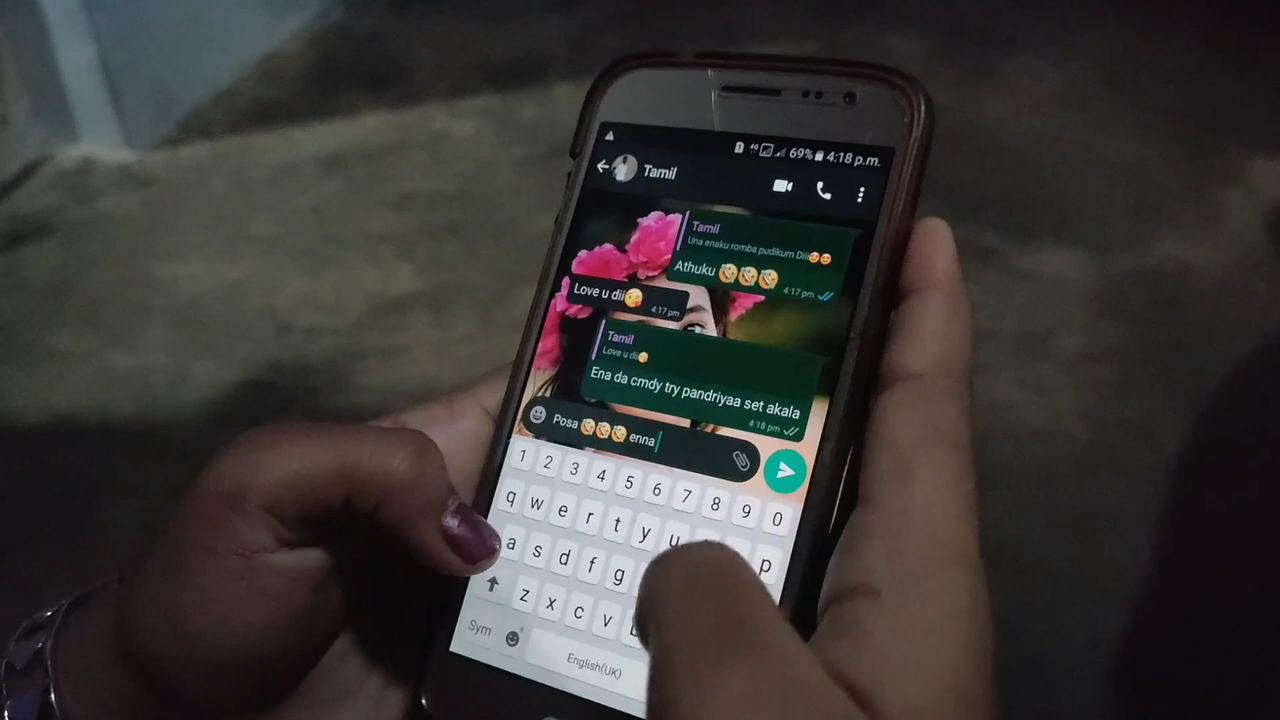 4G 69% 4:18 p.m.
Tamil
Tamil
Una enaku romba pudikum Diii😍😍
Athuku 🤣🤣🤣
4:17 pm
Love u dii😘
4:17 pm
Tamil
Love u dii😘
Ena da cmdy try pandriyaa set akala
4:18 pm
Posa 🤣🤣🤣 enna
1 2 3 4 5 6 7 8 9 0
q w e r t y u p
a s d f g
z x c v
Sym English(UK)